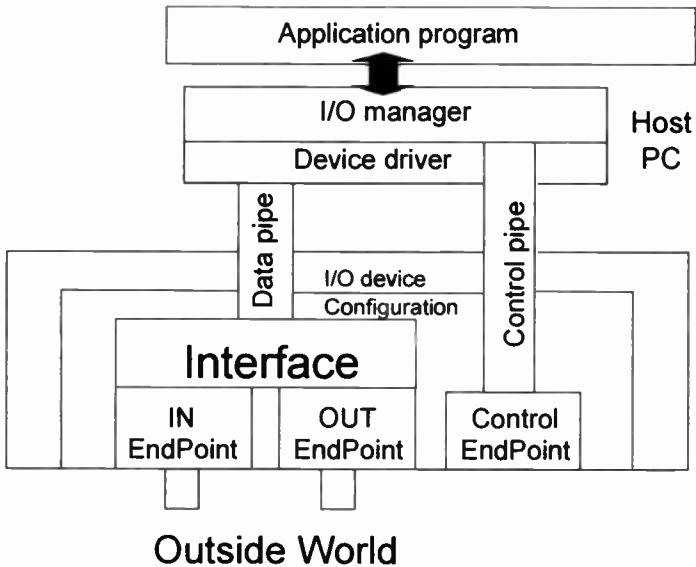 Application program
I/O manager
Host
PC
Device driver
Data pipe
Control pipe
I/O device
Configuration
Interface
IN
EndPoint
OUT
EndPoint
Control
EndPoint
Outside World